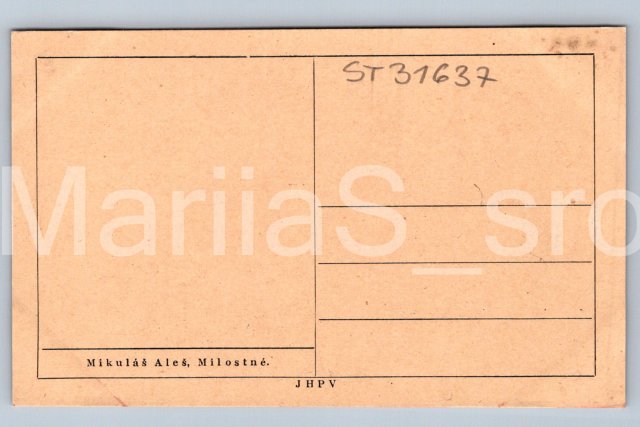 ST31637
MariiaS_sro
Mikuláš Aleš, Milostné.
JHPV